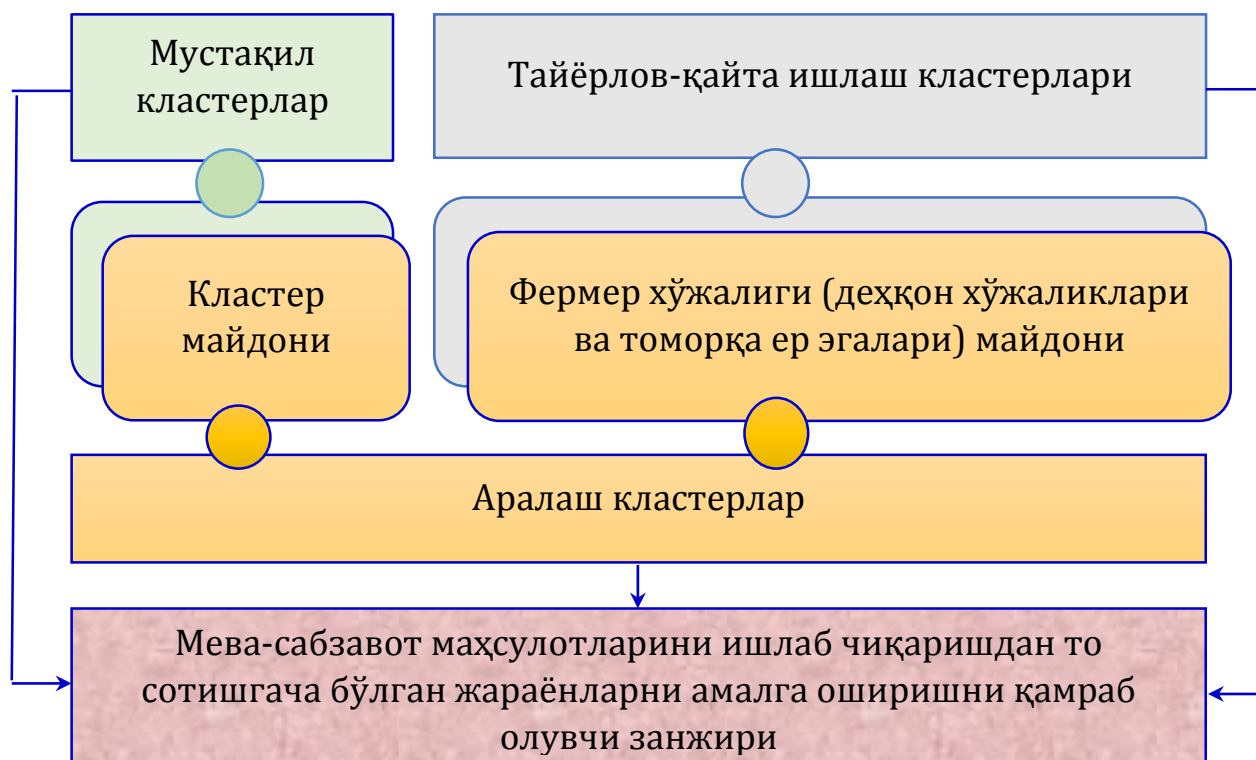 Мустақил
кластерлар
Тайёрлов-қайта ишлаш кластерлари
Кластер
майдони
Фермер хўжалиги (деҳқон хўжаликлари
ва томорқа ер эгалари) майдони
Аралаш кластерлар
Мева-сабзавот маҳсулотларини ишлаб чиқаришдан то
сотишгача бўлган жараёнларни амалга оширишни қамраб
олувчи занжири